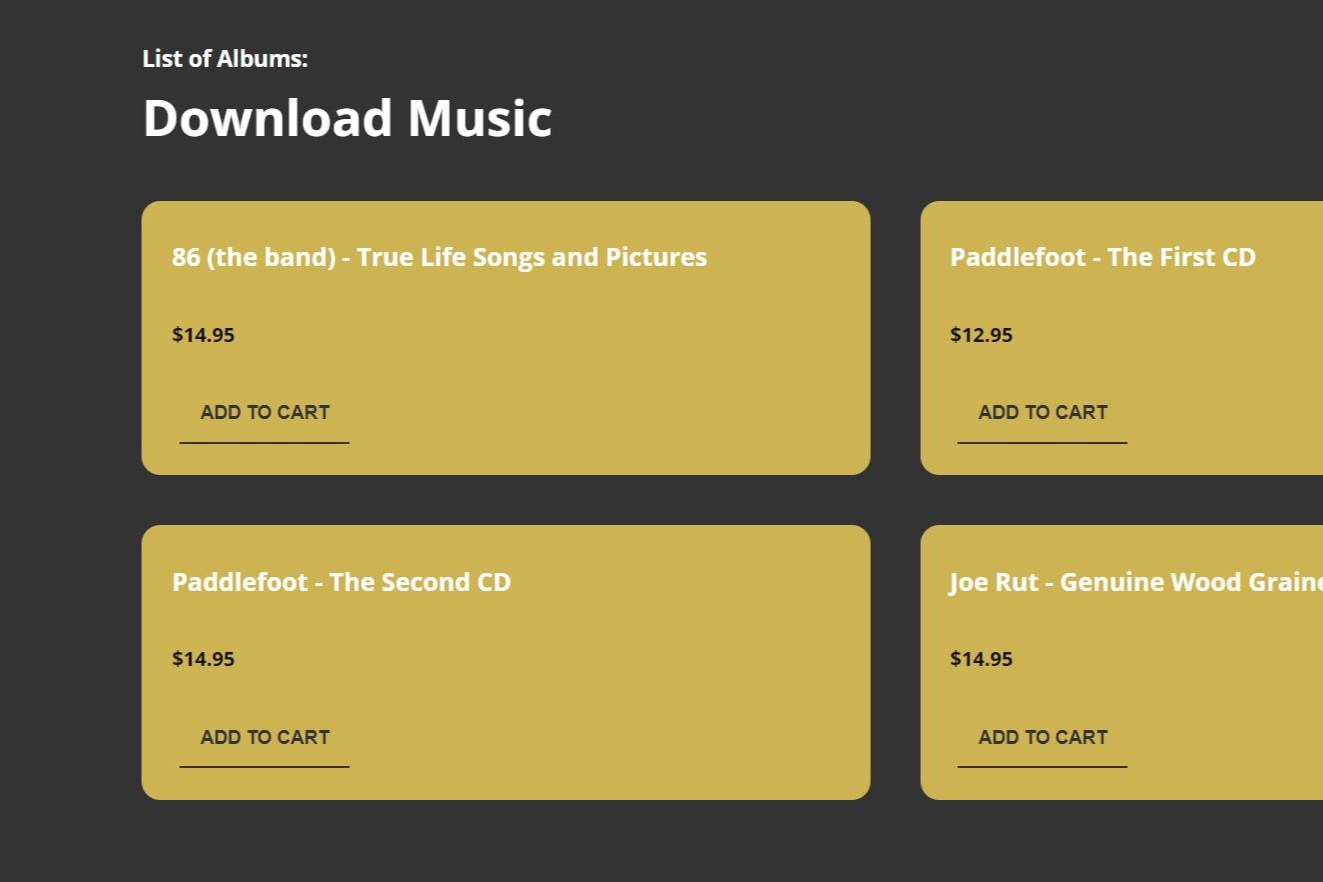 List of Albums:
Download Music
86 (the band) - True Life Songs and Pictures
$14.95
ADD TO CART
Paddlefoot - The First CD
$12.95
ADD TO CART
Paddlefoot - The Second CD
$14.95
ADD TO CART
Joe Rut - Genuine Wood Graine
$14.95
ADD TO CART